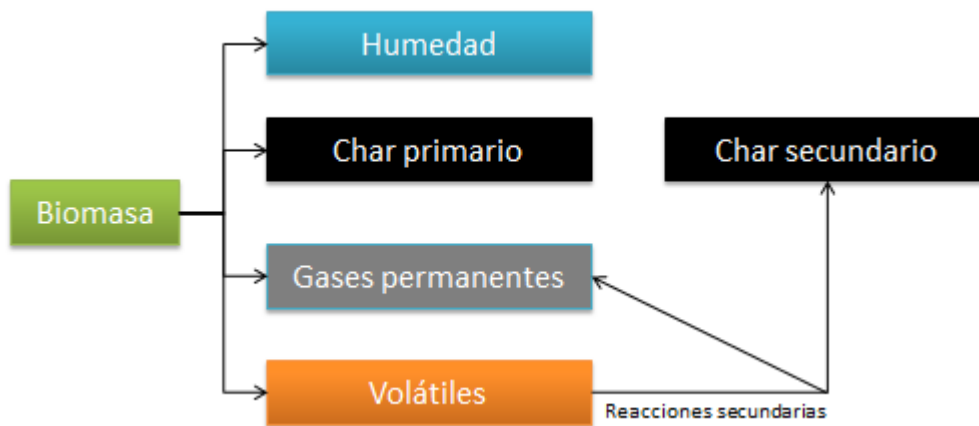 Humedad
Char primario
Char secundario
Biomasa
Gases permanentes
Volátiles
Reacciones secundarias